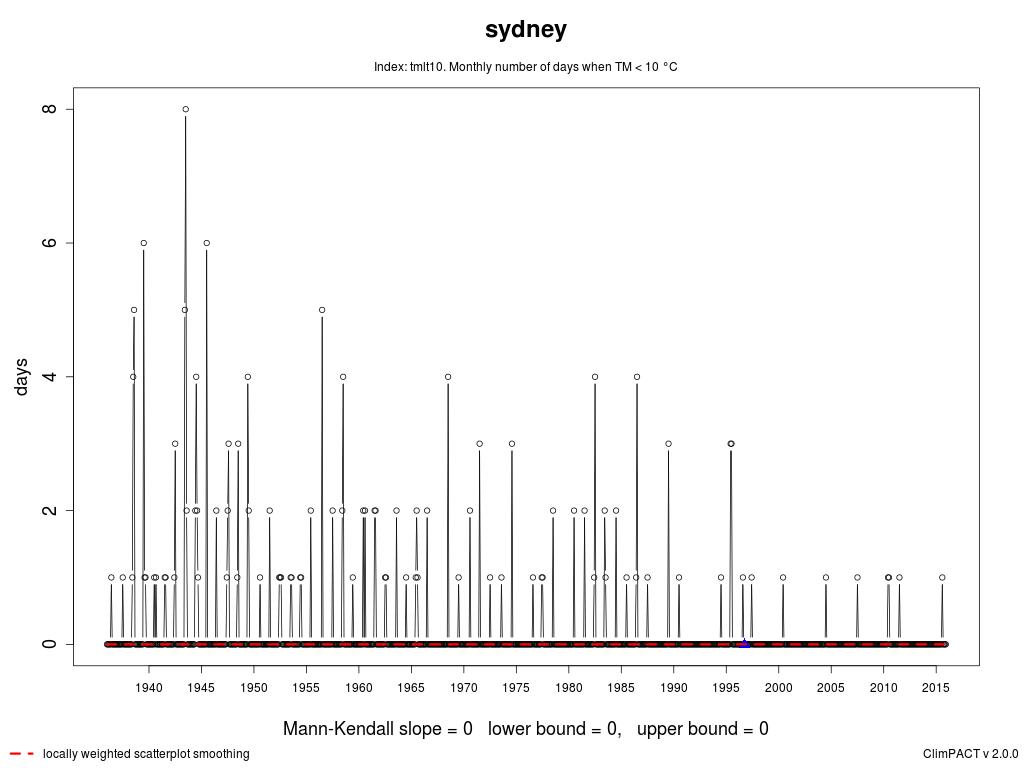 sydney
Index: tmlt10. Monthly number of days when TM < 10 °C
8
6
4
2
0
days
1940 1945 1950 1955 1960 1965 1970 1975 1980 1985 1990 1995 2000 2005 2010 2015
Mann-Kendall slope = 0 lower bound = 0, upper bound = 0
locally weighted scatterplot smoothing
ClimPACT v 2.0.0